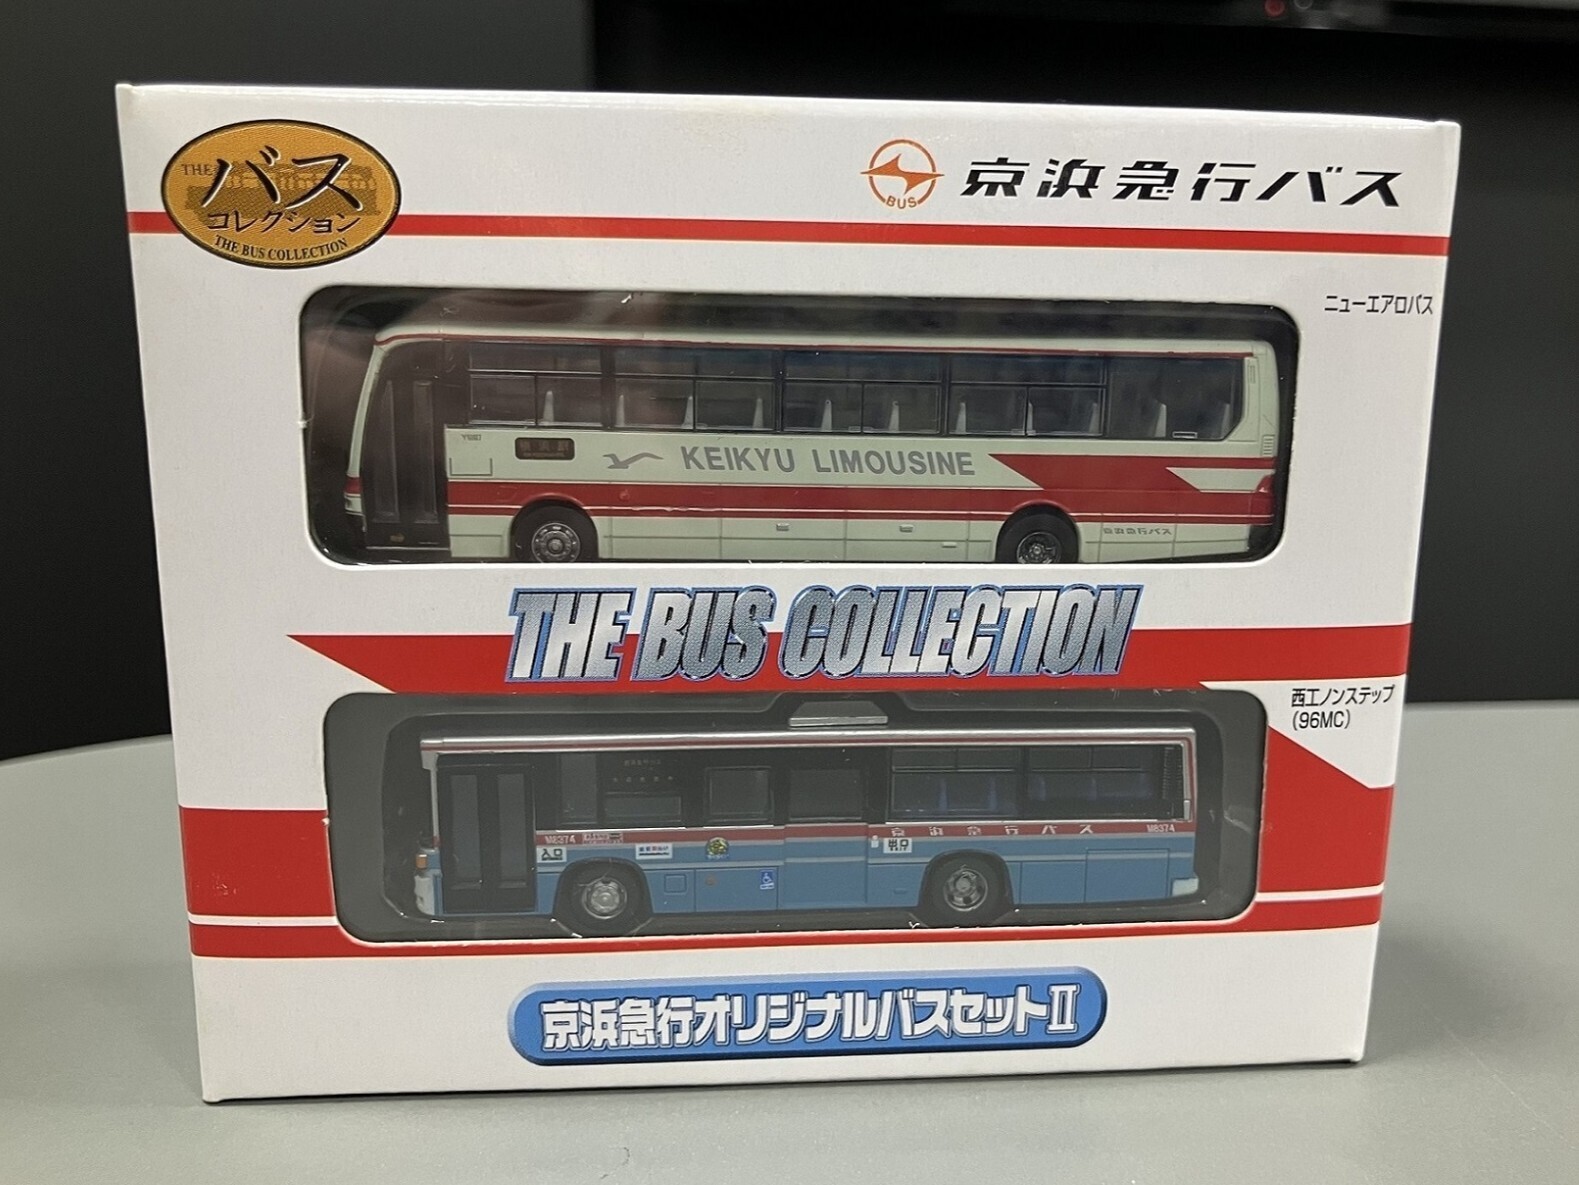 THE
バス
コレクション
THE BUS COLLECTION
BUS
京浜急行バス
ニューエアロバス
KEIKYU LIMOUSINE
京浜急行バス
THE BUS COLLECTION
西工ノンステップ
(96MC)
M8374
京浜急行バス
M8374
入口
出口
京浜急行オリジナルバスセットⅡ